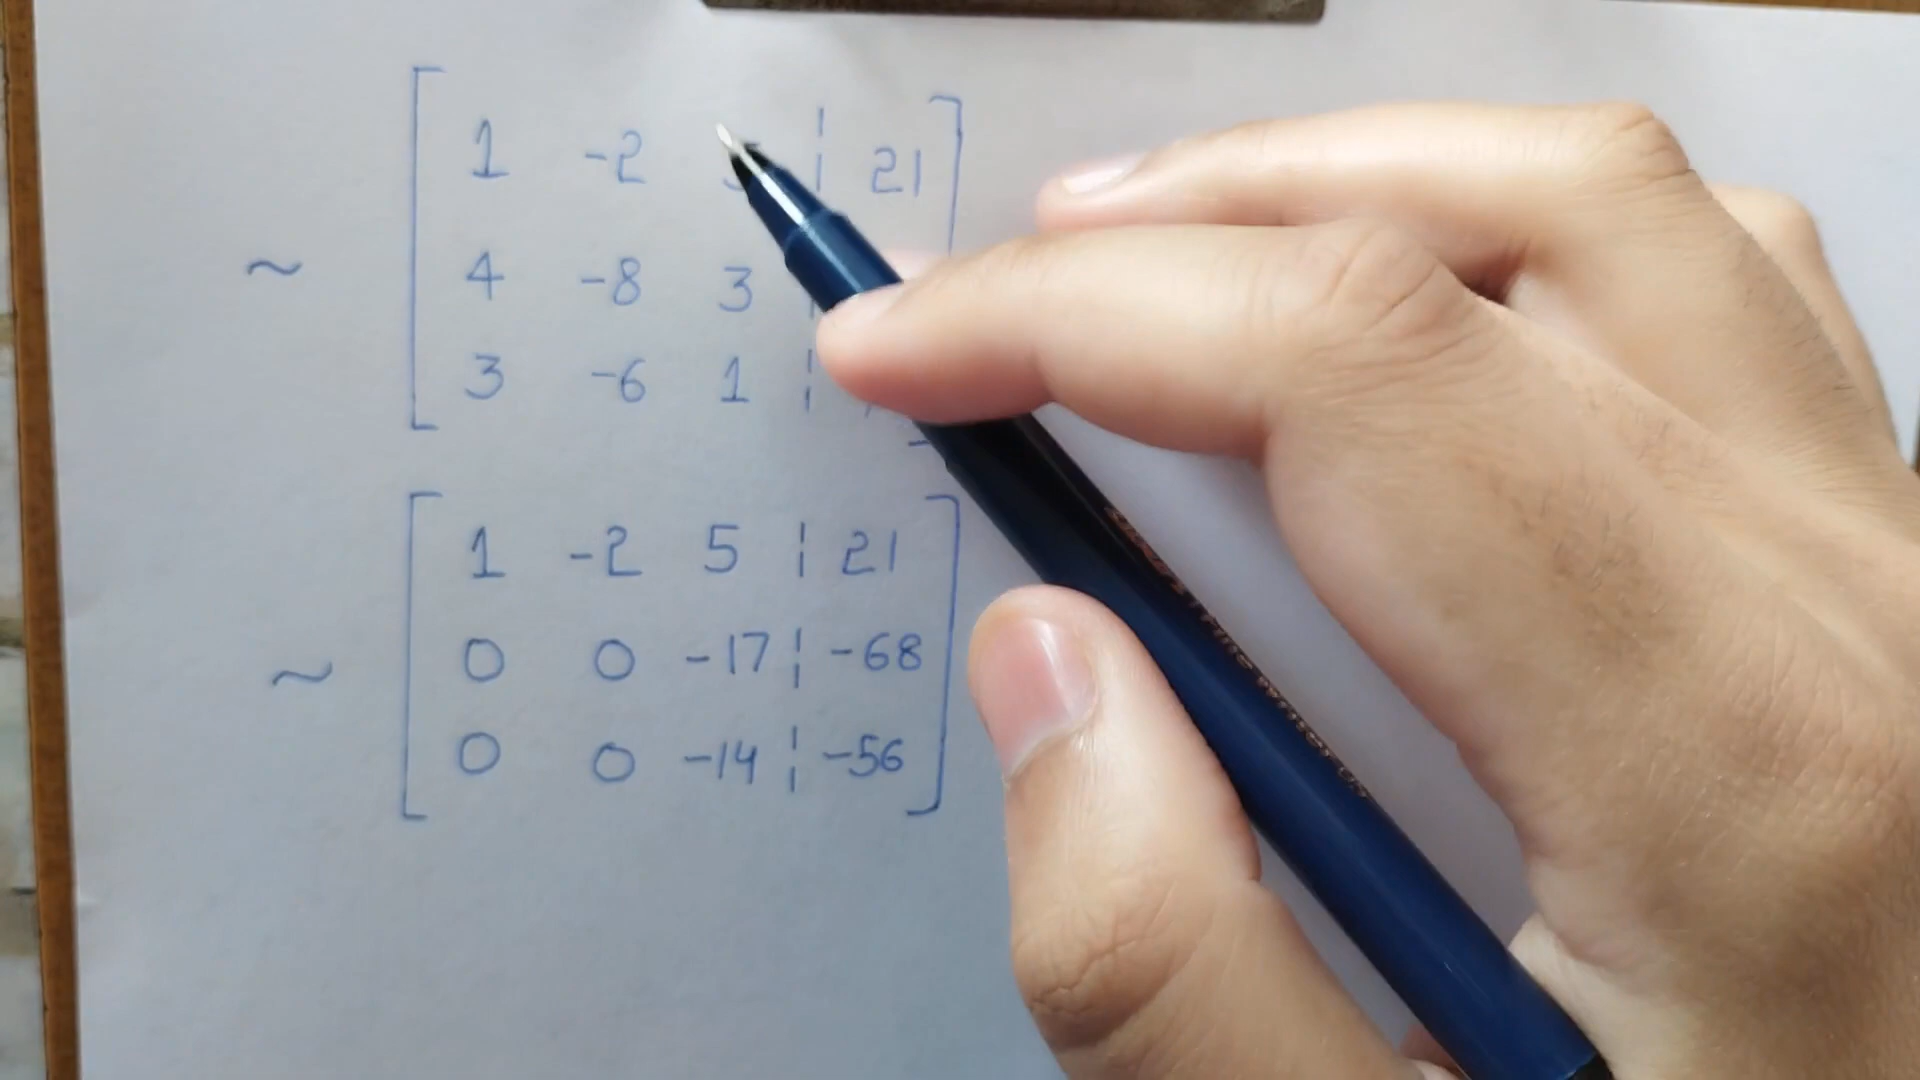 1 -2 ¦ 21
~ 4 -8 3 ¦
3 -6 1 ¦
1 -2 5 ¦ 21
~ 0 0 -17 ¦ -68
0 0 -14 ¦ -56